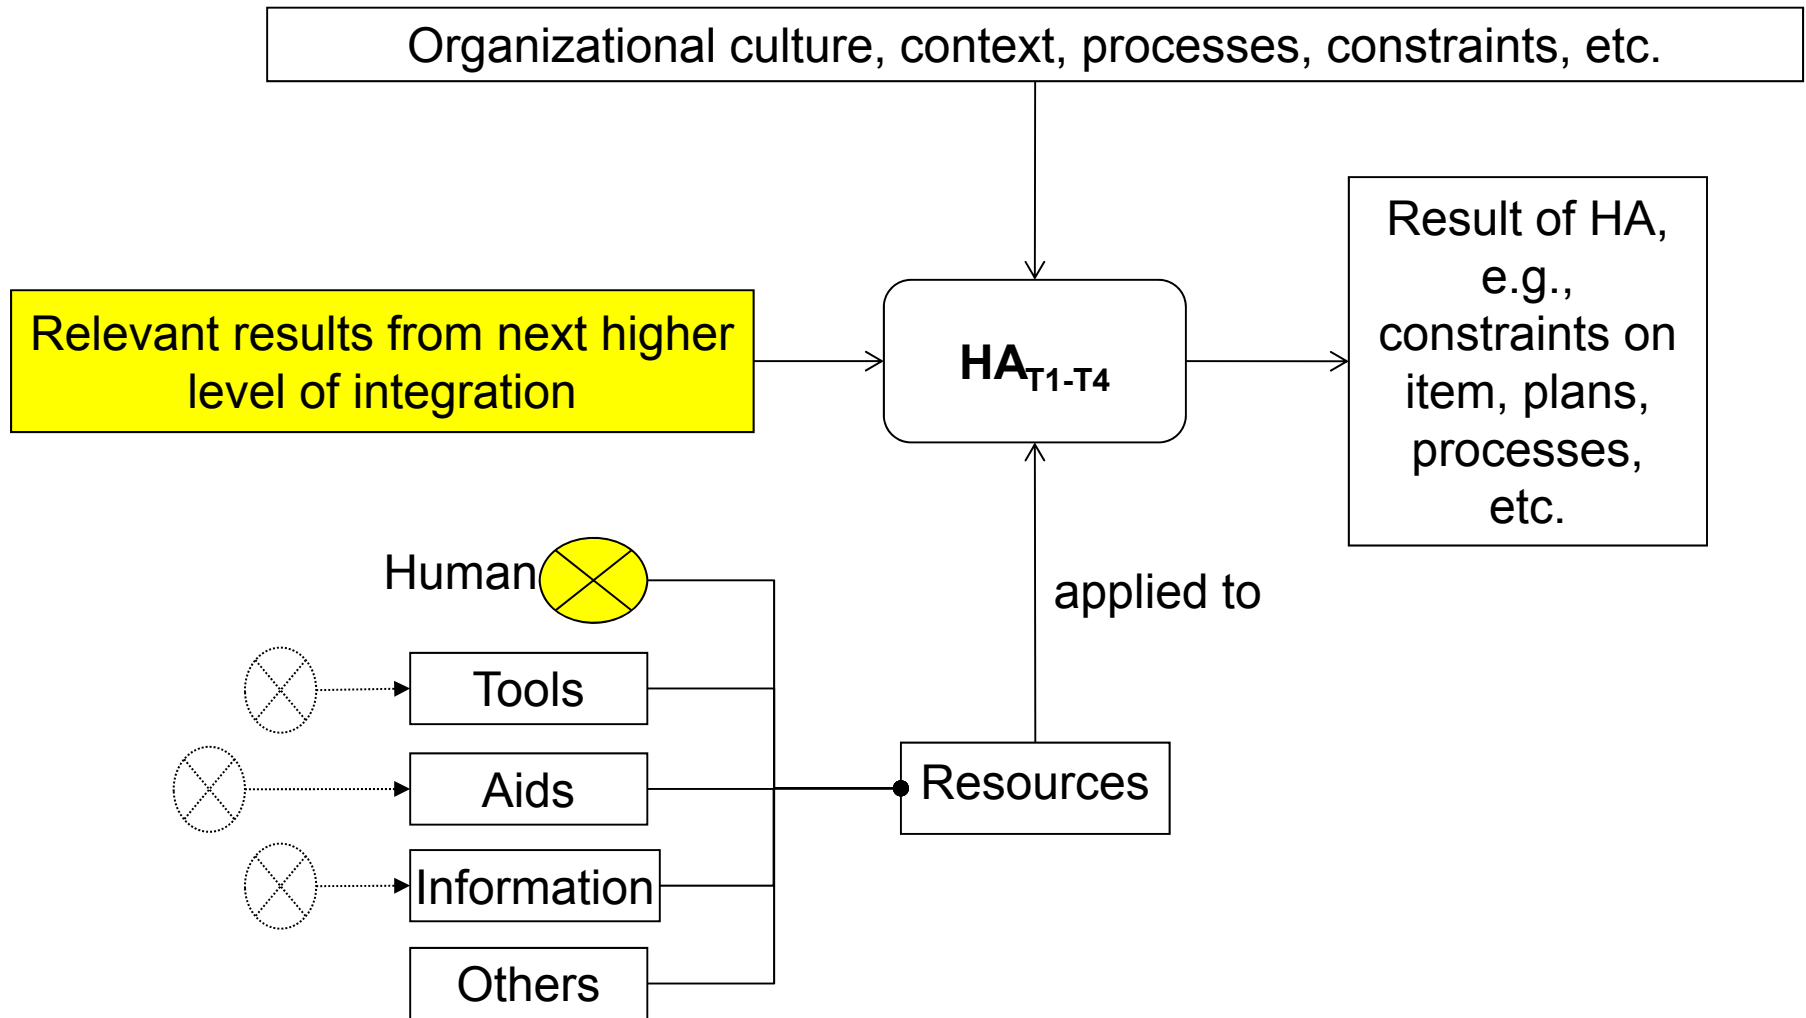 Organizational culture, context, processes, constraints, etc.
Result of HA,
e.g.,
constraints on
item, plans,
processes,
etc.
Relevant results from next higher
level of integration
HAT1-T4
Human
applied to
Tools
Resources
Aids
Information
Others